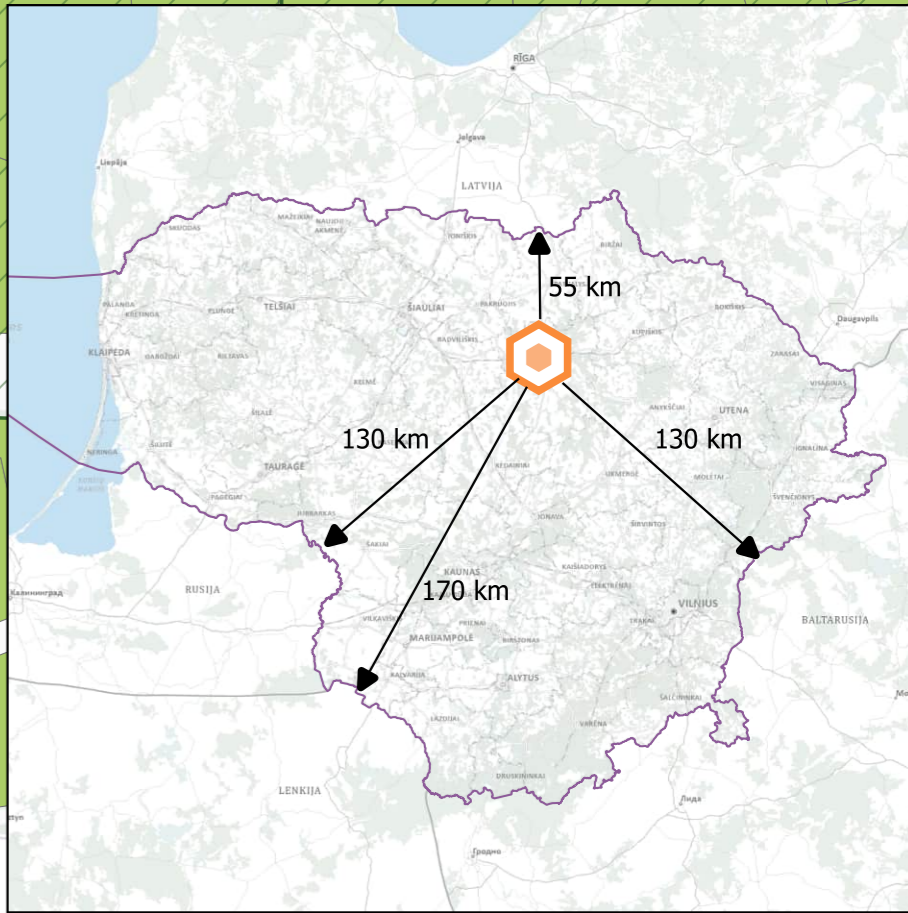 RĪGA
Jelgava
Liepāja
LATVIJA
MAŽEIKIAI
NAUJOJI
AKMENĖ
SKUODAS
JONIŠKIS
BIRŽAI
55 km
PALANGA
KRETINGA
PLUNGĖ
TELŠIAI
ŠIAULIAI
PAKRUOJIS
ROKIŠKIS
Daugavpils
RADVILIŠKIS
KUPIŠKIS
KLAIPĖDA
GARGŽDAI
RIETAVAS
ZARASAI
KELMĖ
VISAGINAS
ŠILALĖ
ANYKŠČIAI
UTENA
130 km
130 km
ŠILUTĖ
NERINGA
IGNALINA
TAURAGĖ
KĖDAINIAI
UKMERGĖ
MOLĖTAI
PAGĖGIAI
ŠVENČIONYS
JURBARKAS
JONAVA
ŠIRVINTOS
ŠAKIAI
KAUNAS
KAIŠIADORYS
RUSIJA
170 km
ELEKTRĖNAI
Калининград
VILNIUS
VILKAVIŠKIS
PRIENAI
TRAKAI
BALTARUSIJA
MARIJAMPOLĖ
BIRŠTONAS
KALVARIJA
ALYTUS
ŠALČININKAI
LAZDIJAI
VARĖNA
LENKIJA
DRUSKININKAI
Лида
Гродно